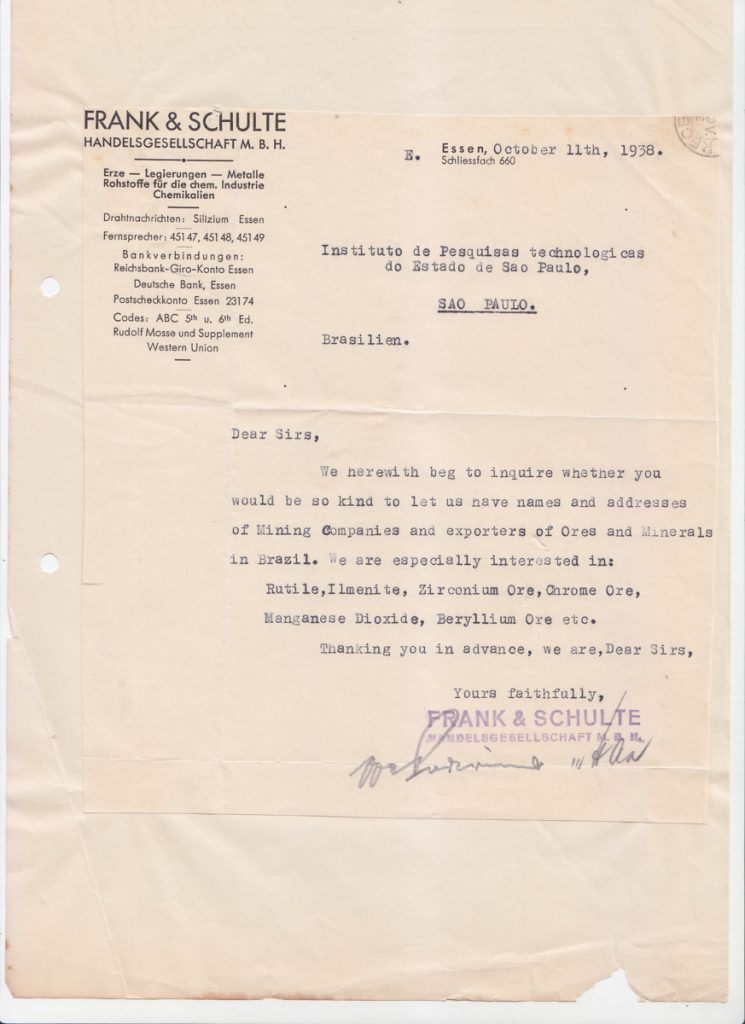 FRANK & SCHULTE
HANDELSGESELLSCHAFT M. B. H.
Erze — Legierungen — Metalle
Rohstoffe für die chem. Industrie
Chemikalien
Drahtnachrichten: Silizium Essen
Fernsprecher: 45147, 45148, 45149
Bankverbindungen:
Reichsbank-Giro-Konto Essen
Deutsche Bank, Essen
Postscheckkonto Essen 23174
Codes: ABC 5th u. 6th Ed.
Rudolf Mosse und Supplement
Western Union
E. Essen, October 11th, 1938.
Schliessfach 660
Instituto de Pesquisas technologicas
do Estado de Sao Paulo,
SAO PAULO.
Brasilien.
Dear Sirs,
We herewith beg to inquire whether you
would be so kind to let us have names and addresses
of Mining Companies and exporters of Ores and Minerals
in Brazil. We are especially interested in:
Rutile,Ilmenite, Zirconium Ore,Chrome Ore,
Manganese Dioxide, Beryllium Ore etc.
Thanking you in advance, we are,Dear Sirs,
Yours faithfully,
FRANK & SCHULTE
HANDELSGESELLSCHAFT M. B. H.